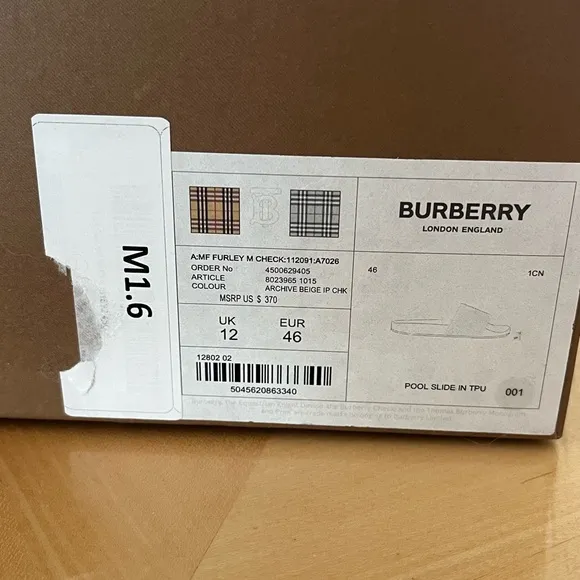 M1.6
A:MF FURLEY M CHECK:112091:A7026
ORDER No 4500629405
ARTICLE 8023965 1015
COLOUR ARCHIVE BEIGE IP CHK
MSRP US $ 370
UK EUR
12 46
12802 02
5045620863340
BURBERRY
LONDON ENGLAND
46 1CN
POOL SLIDE IN TPU 001